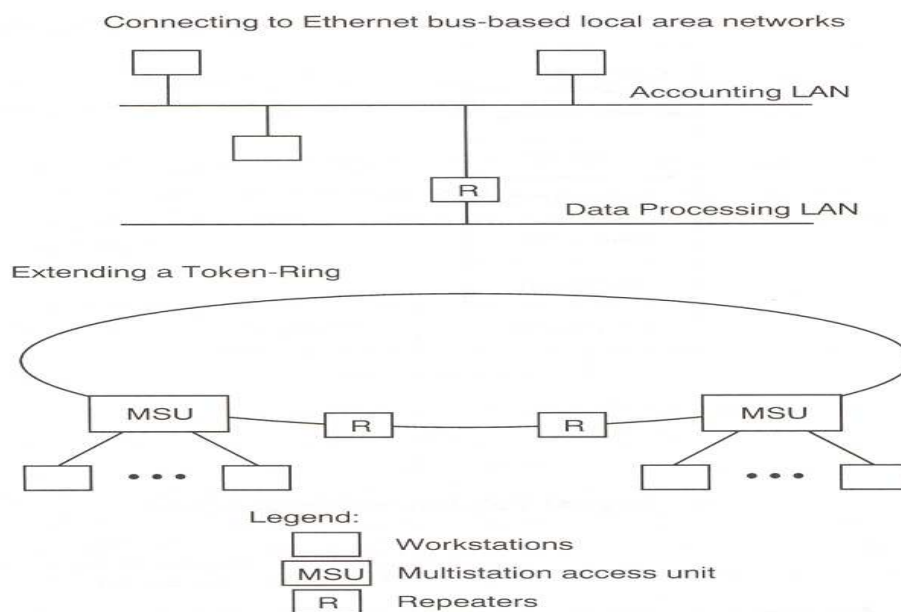 Connecting to Ethernet bus-based local area networks
Accounting LAN
R
Data Processing LAN
Extending a Token-Ring
MSU
R
R
MSU
Legend:
Workstations
MSU Multistation access unit
R Repeaters